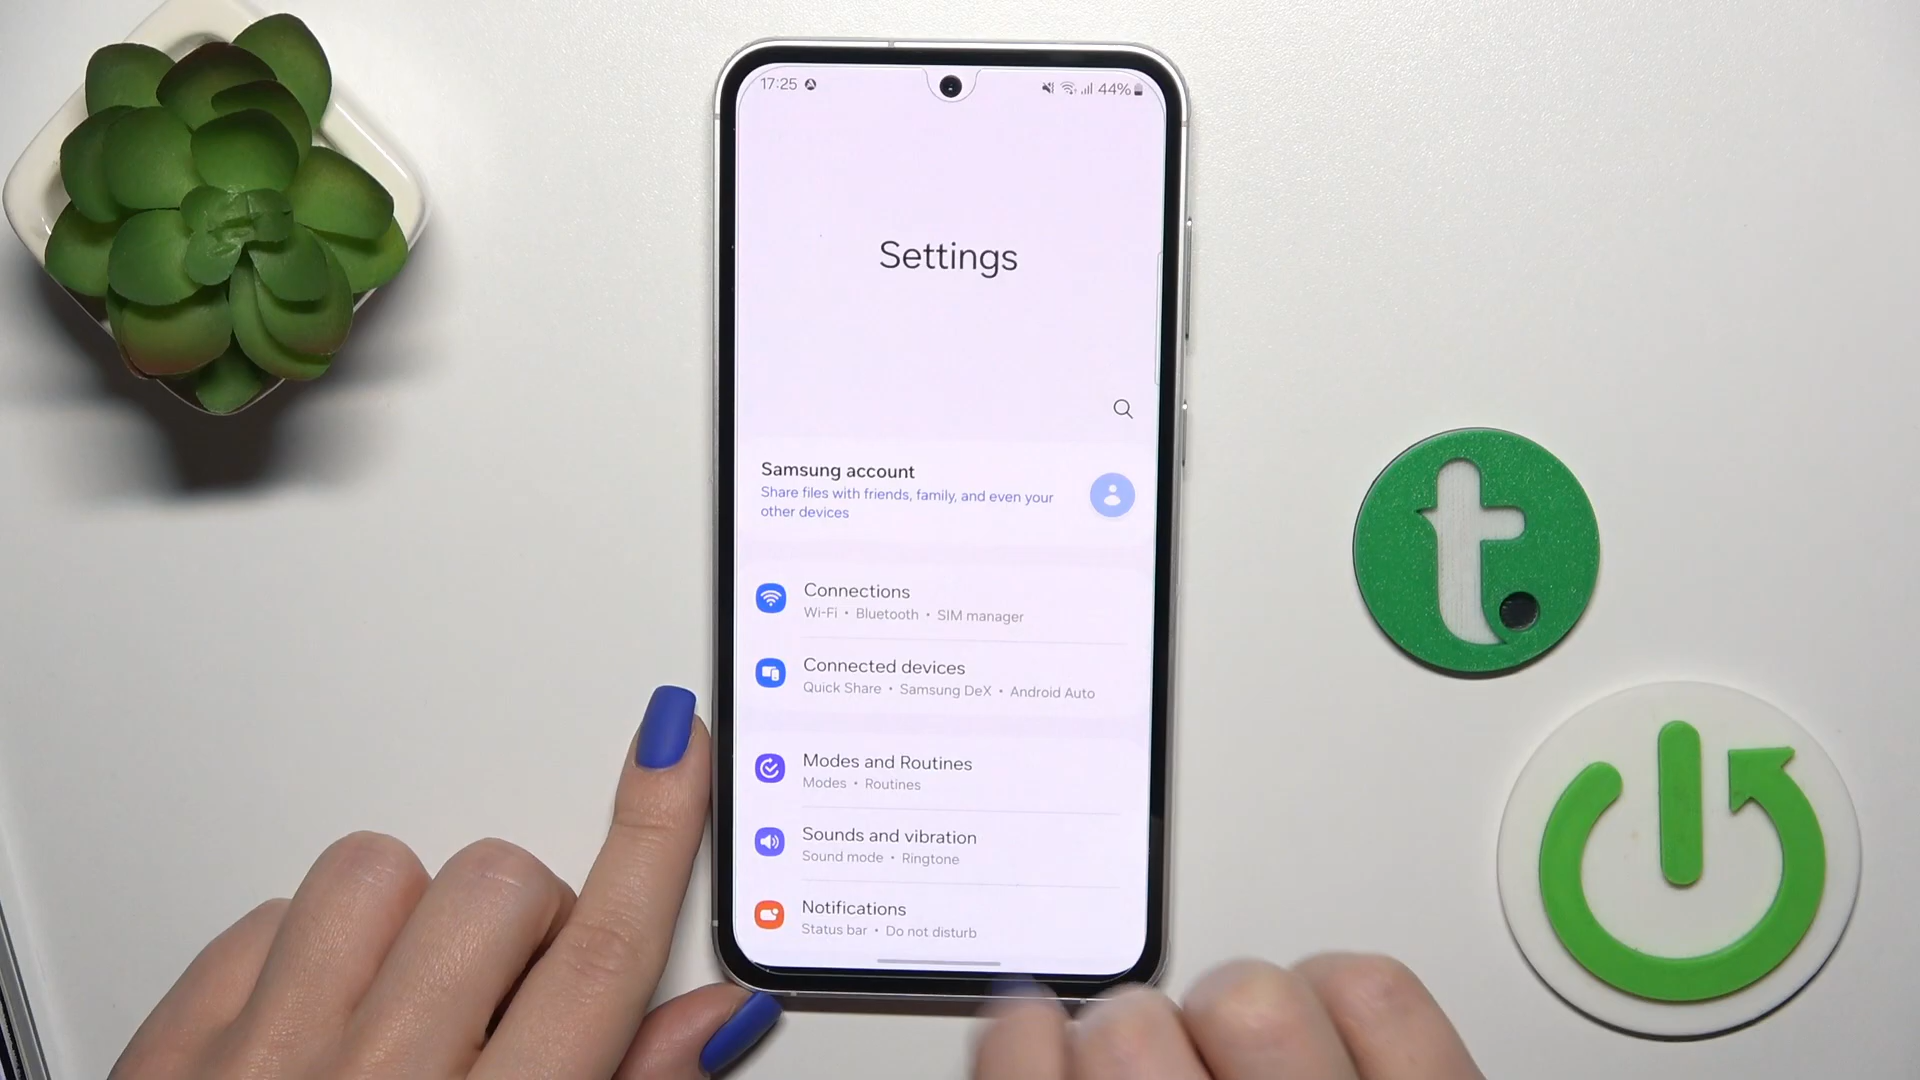 17:25
44%
Settings
Samsung account
Share files with friends, family, and even your
other devices
Connections
Wi-Fi • Bluetooth • SIM manager
Connected devices
Quick Share • Samsung DeX • Android Auto
Modes and Routines
Modes • Routines
Sounds and vibration
Sound mode • Ringtone
Notifications
Status bar • Do not disturb
t